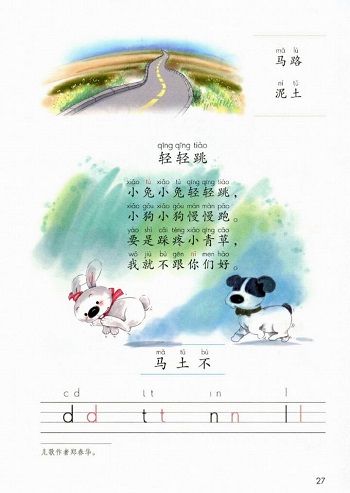 mǎ lù
马路
ní tǔ
泥土
qīng qīng tiào
轻轻跳
xiǎo tù xiǎo tù qīng qīng tiào
小兔小兔轻轻跳，
xiǎo gǒu xiǎo gǒu màn màn pǎo
小狗小狗慢慢跑。
yào shì cǎi téng xiǎo qīng cǎo
要是踩疼小青草，
wǒ jiù bù gēn nǐ men hǎo
我就不跟你们好。
mǎ tǔ bù
马土不
c d l t ı n l
d d t t n n l l
儿歌作者郑春华。
27